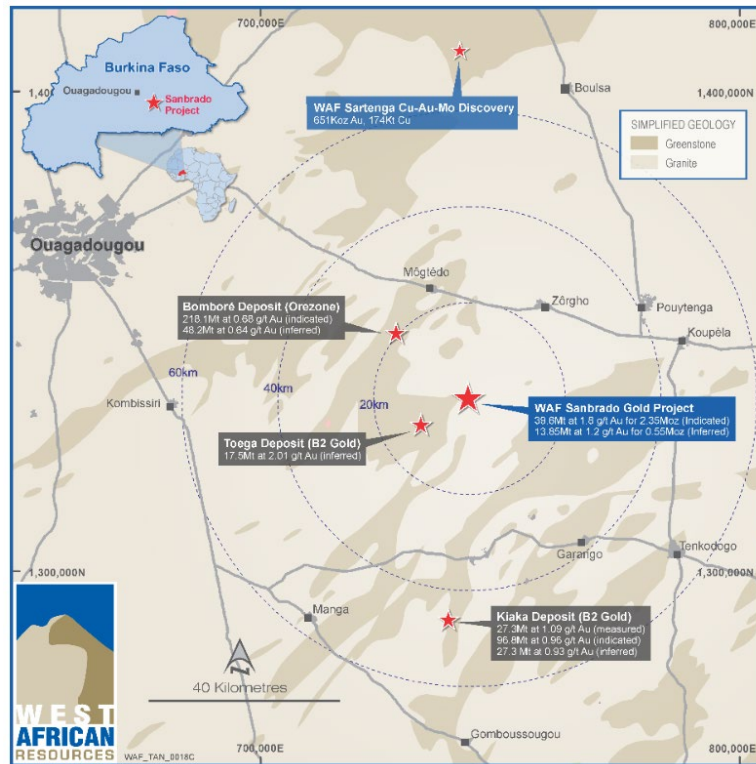 700,000E
800,000E
Burkina Faso
Ouagadougou
Sanbrado
Project
1,400,000N
WAF Sartenga Cu-Au-Mo Discovery
651Koz Au, 174Kt Cu
Boulsa
SIMPLIFIED GEOLOGY
Greenstone
Granite
Ouagadougou
Môgtédo
Zôrgho
Pouytenga
Koupèla
Bomboré Deposit (Orezone)
218.1Mt at 0.68 g/t Au (indicated)
48.2Mt at 0.64 g/t Au (inferred)
60km
40km
20km
Kombissiri
WAF Sanbrado Gold Project
39.6Mt at 1.8 g/t Au for 2.35Moz (Indicated)
13.85Mt at 1.2 g/t Au for 0.55Moz (Inferred)
Toega Deposit (B2 Gold)
17.5Mt at 2.01 g/t Au (inferred)
Garango
Tenkodogo
1,300,000N
1,300,000N
Manga
Kiaka Deposit (B2 Gold)
27.3Mt at 1.09 g/t Au (measured)
96.8Mt at 0.96 g/t Au (indicated)
27.3 Mt at 0.93 g/t Au (inferred)
40 Kilometres
WEST
AFRICAN
RESOURCES
WAF_TAN_0018C
Gomboussougou
700,000E
800,000E